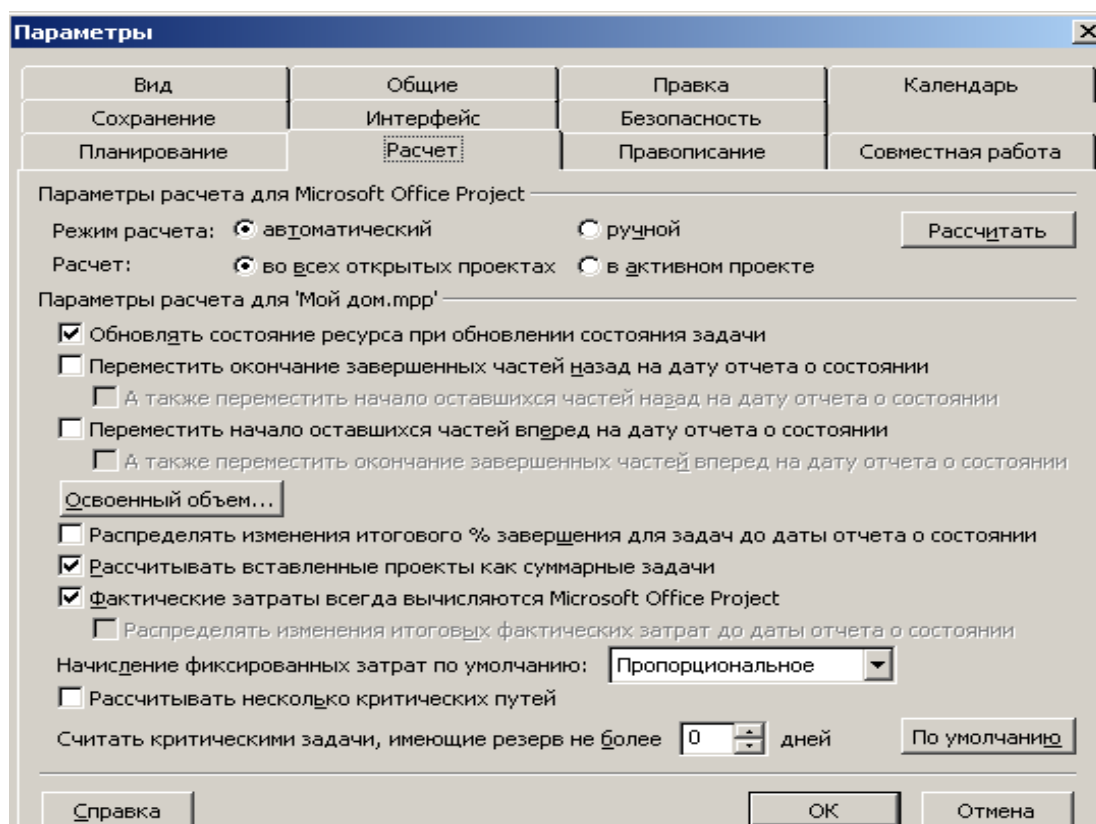 Параметры
Вид Общие Правка Календарь
Сохранение Интерфейс Безопасность
Планирование Расчет Правописание Совместная работа
Параметры расчета для Microsoft Office Project
Режим расчета: автоматический ручной Рассчитать
Расчет: во всех открытых проектах в активном проекте
Параметры расчета для 'Мой дом.mpp'
Обновлять состояние ресурса при обновлении состояния задачи
Переместить окончание завершенных частей назад на дату отчета о состоянии
А также переместить начало оставшихся частей назад на дату отчета о состоянии
Переместить начало оставшихся частей вперед на дату отчета о состоянии
А также переместить окончание завершенных частей вперед на дату отчета о состоянии
Освоенный объем...
Распределять изменения итогового % завершения для задач до даты отчета о состоянии
Рассчитывать вставленные проекты как суммарные задачи
Фактические затраты всегда вычисляются Microsoft Office Project
Распределять изменения итоговых фактических затрат до даты отчета о состоянии
Начисление фиксированных затрат по умолчанию: Пропорциональное
Рассчитывать несколько критических путей
Считать критическими задачи, имеющие резерв не более 0 дней По умолчанию
Справка ОК Отмена